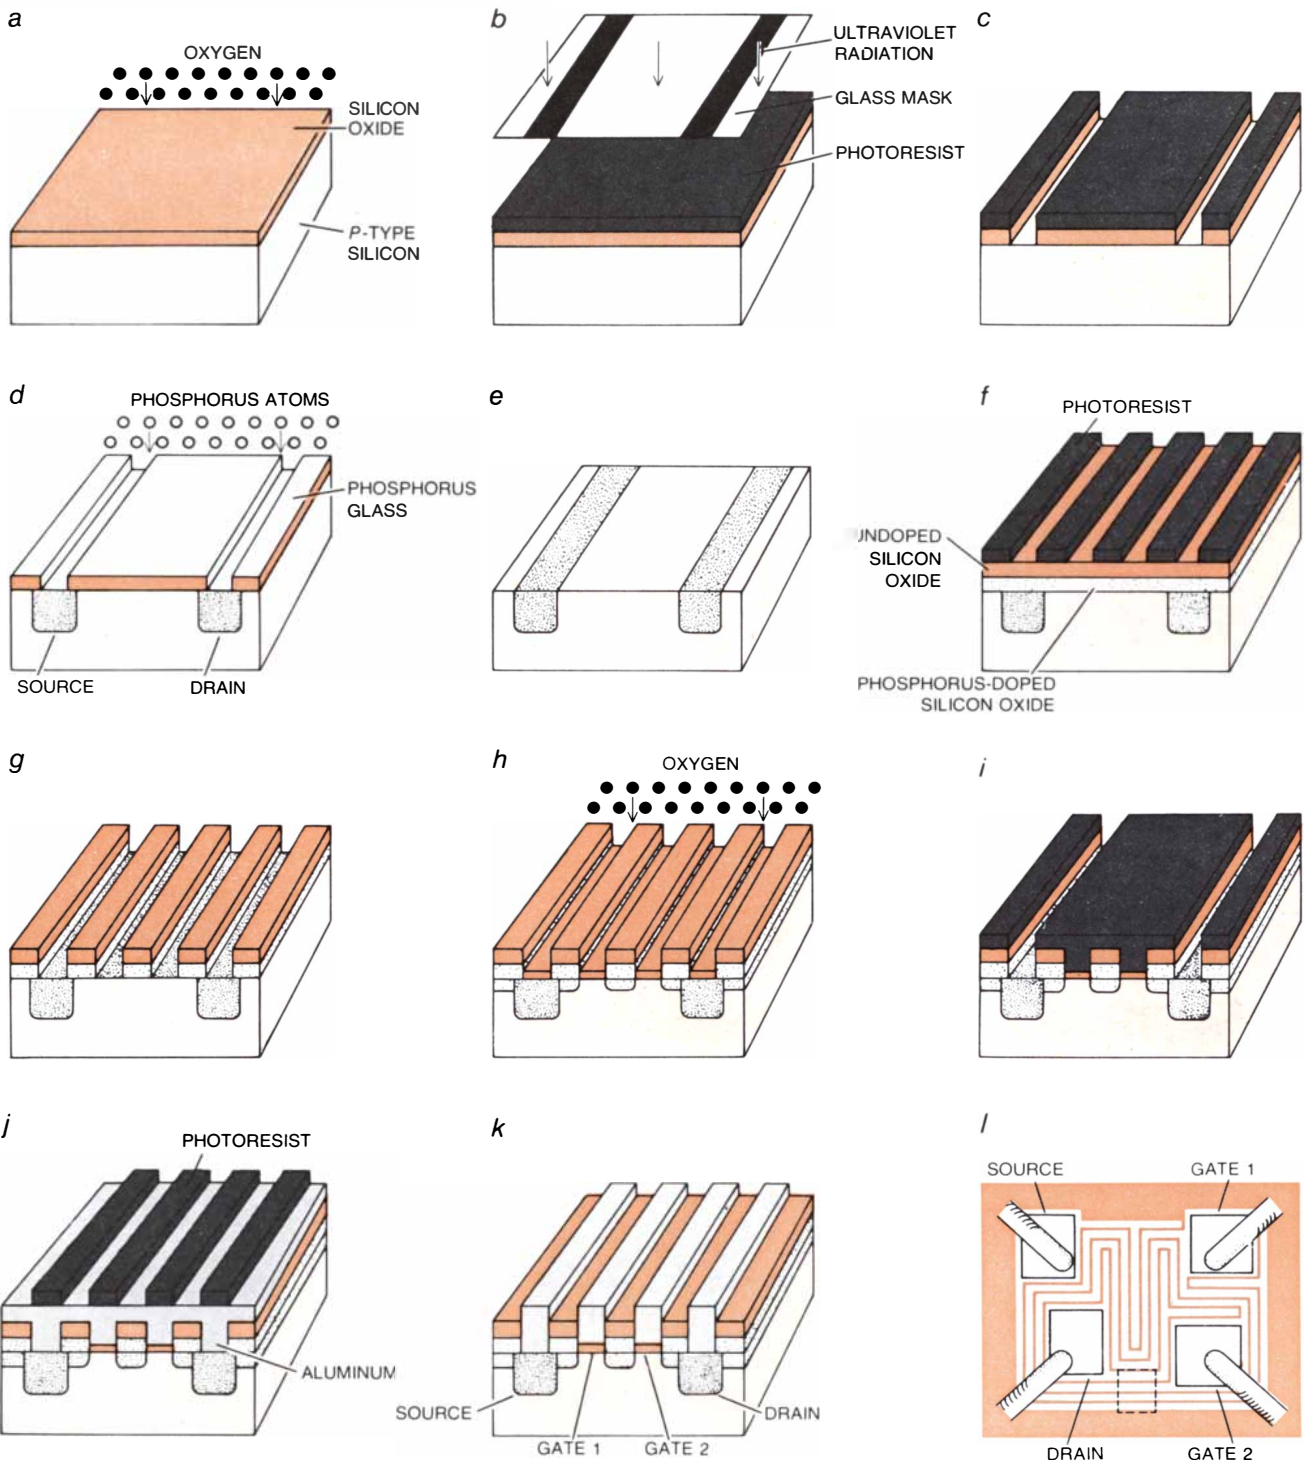 a
OXYGEN
SILICON
OXIDE
P-TYPE
SILICON
b
ULTRAVIOLET
RADIATION
GLASS MASK
PHOTORESIST
c
d
PHOSPHORUS ATOMS
PHOSPHORUS
GLASS
SOURCE
DRAIN
e
f
PHOTORESIST
UNDOPED
SILICON
OXIDE
PHOSPHORUS-DOPED
SILICON OXIDE
g
h
OXYGEN
i
j
PHOTORESIST
ALUMINUM
k
SOURCE
GATE 1
GATE 2
DRAIN
l
SOURCE
GATE 1
DRAIN
GATE 2